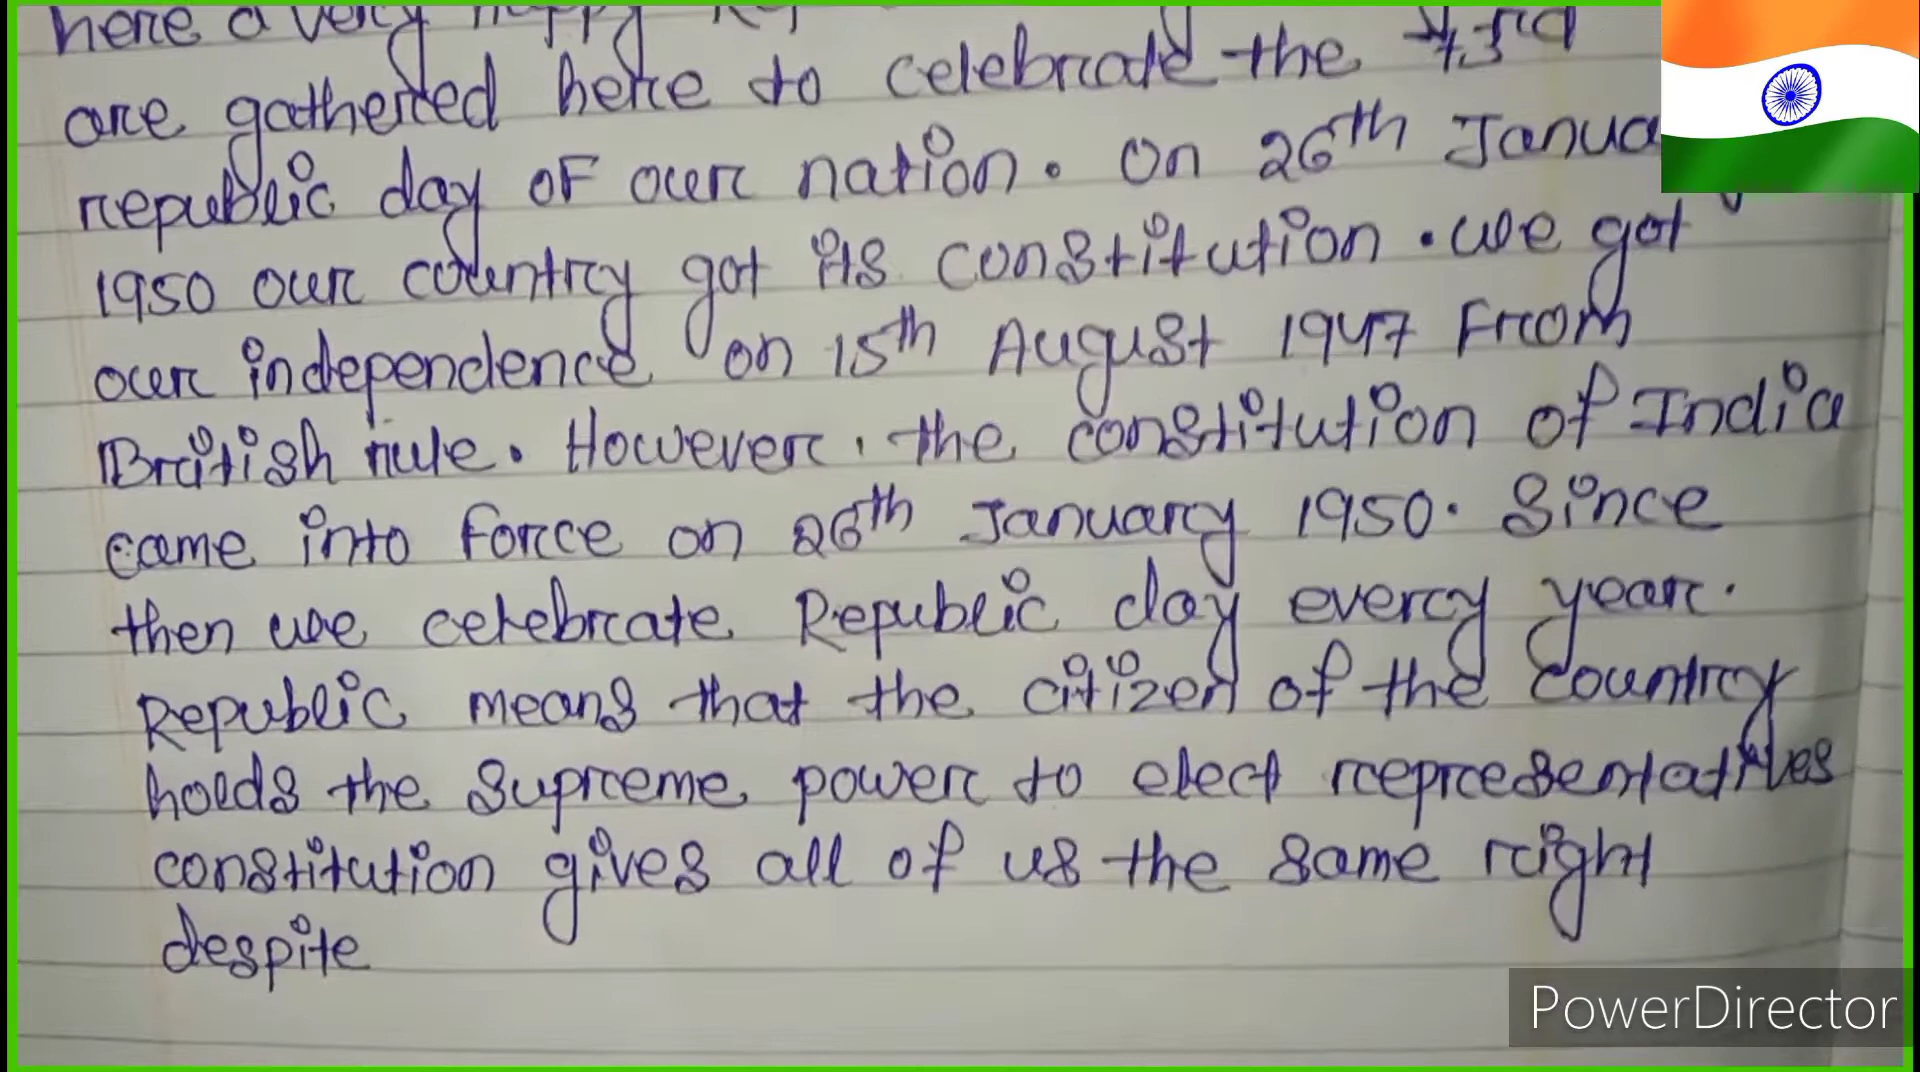 here a very happy
are gathered here to celebrate the 73rd
republic day of our nation. On 26th Janua
1950 our country got its constitution. we got
our independence on 15th August 1947 From
British rule. However, the constitution of India
came into force on 26th January 1950. Since
then we celebrate Republic day every year.
Republic means that the citizen of the country
holds the supreme power to elect representatives
constitution gives all of us the same right
despite
PowerDirector